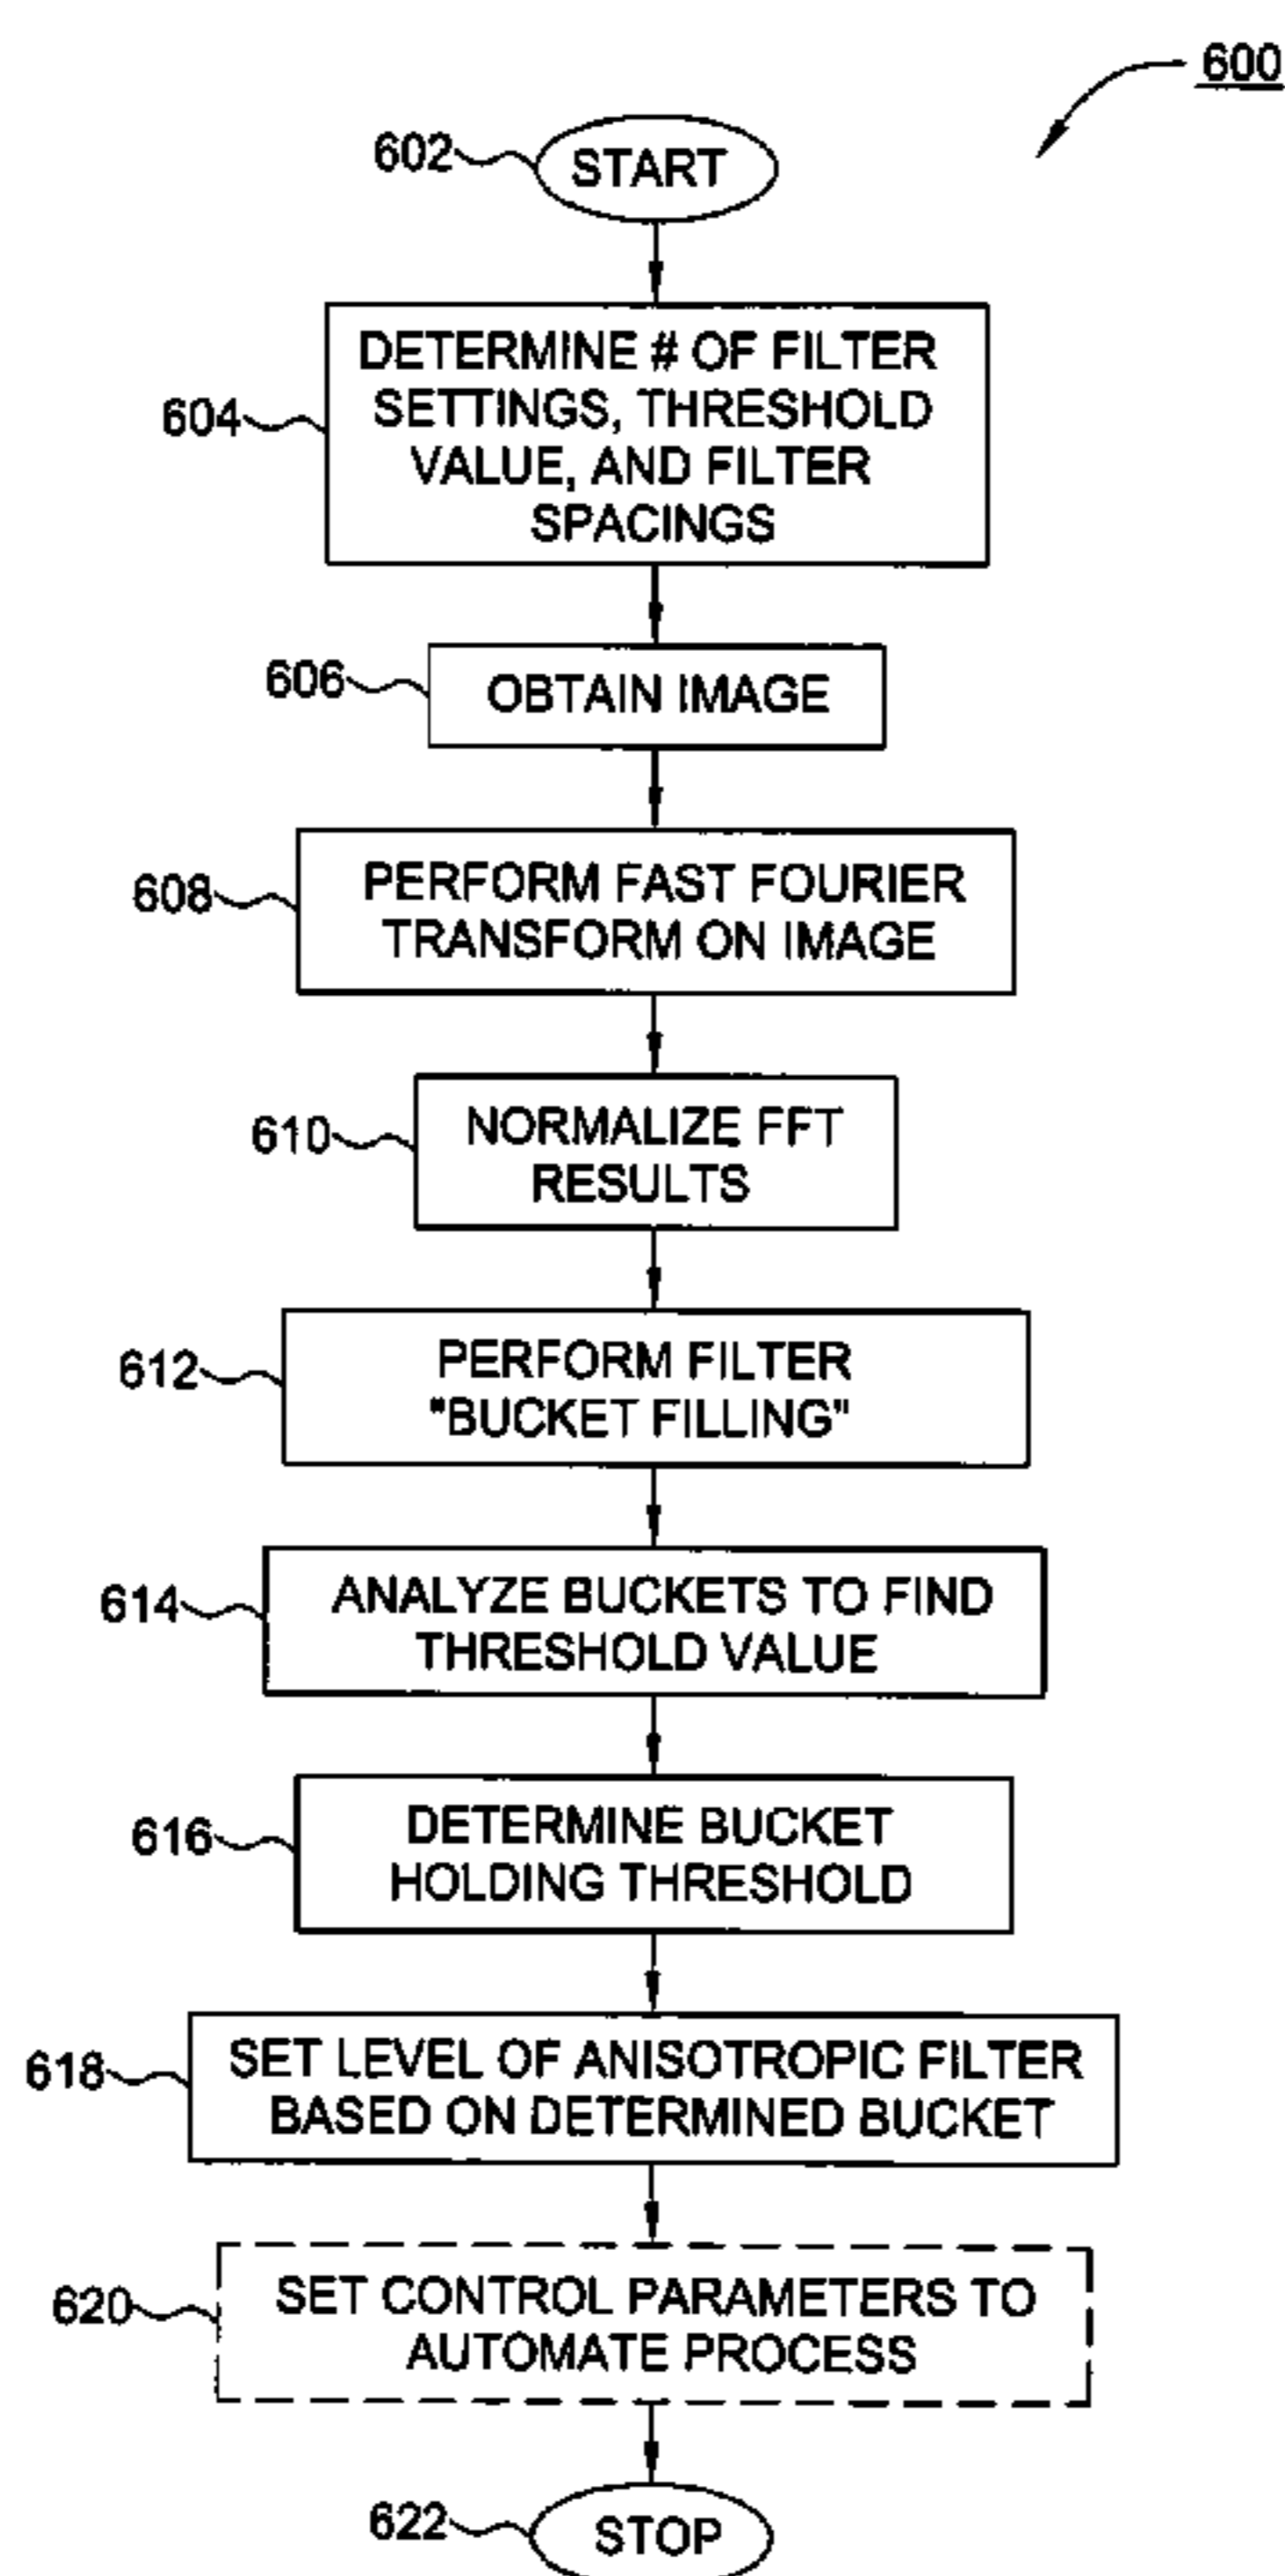 600
602
START
604
DETERMINE # OF FILTER
SETTINGS, THRESHOLD
VALUE, AND FILTER
SPACINGS
606
OBTAIN IMAGE
608
PERFORM FAST FOURIER
TRANSFORM ON IMAGE
610
NORMALIZE FFT
RESULTS
612
PERFORM FILTER
"BUCKET FILLING"
614
ANALYZE BUCKETS TO FIND
THRESHOLD VALUE
616
DETERMINE BUCKET
HOLDING THRESHOLD
618
SET LEVEL OF ANISOTROPIC FILTER
BASED ON DETERMINED BUCKET
620
SET CONTROL PARAMETERS TO
AUTOMATE PROCESS
622
STOP